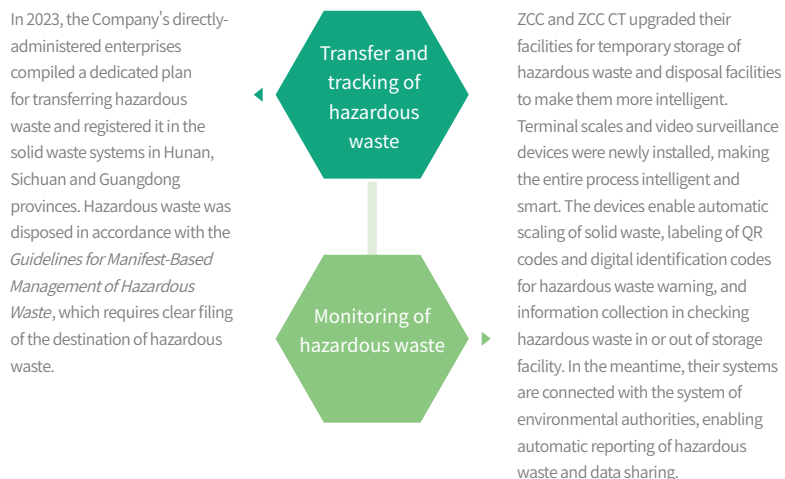 In 2023, the Company's directly-
administered enterprises
compiled a dedicated plan
for transferring hazardous
waste and registered it in the
solid waste systems in Hunan,
Sichuan and Guangdong
provinces. Hazardous waste was
disposed in accordance with the
Guidelines for Manifest-Based
Management of Hazardous
Waste, which requires clear filing
of the destination of hazardous
waste.
Transfer and
tracking of
hazardous
waste
Monitoring of
hazardous waste
ZCC and ZCC CT upgraded their
facilities for temporary storage of
hazardous waste and disposal facilities
to make them more intelligent.
Terminal scales and video surveillance
devices were newly installed, making
the entire process intelligent and
smart. The devices enable automatic
scaling of solid waste, labeling of QR
codes and digital identification codes
for hazardous waste warning, and
information collection in checking
hazardous waste in or out of storage
facility. In the meantime, their systems
are connected with the system of
environmental authorities, enabling
automatic reporting of hazardous
waste and data sharing.